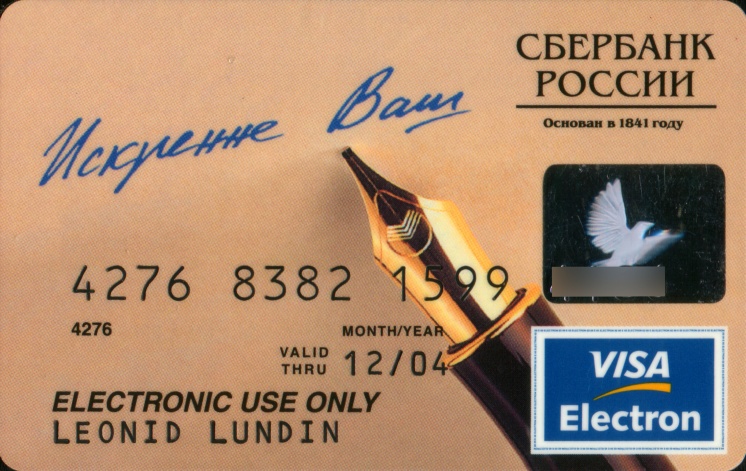 СБЕРБАНК
РОССИИ
Основан в 1841 году
Искренне Ваш
4276 8382 1599
4276
MONTH/YEAR
VALID THRU 12/04
ELECTRONIC USE ONLY
LEONID LUNDIN
VISA
Electron